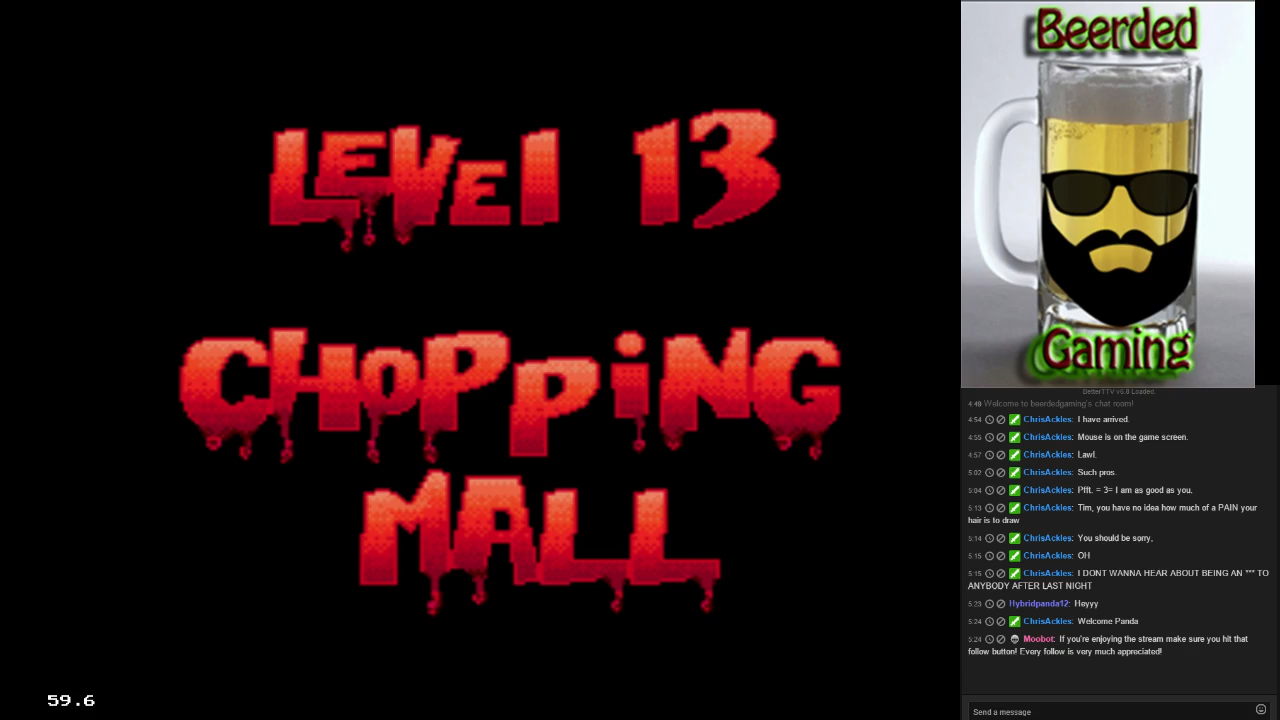 LEVEL 13
CHOPPING
MALL
59.6
Beerded
Gaming
BetterTTV v6.8 Loaded.
4:48 Welcome to beerdedgaming's chat room!
4:54 ChrisAckles: I have arrived.
4:55 ChrisAckles: Mouse is on the game screen.
4:57 ChrisAckles: Lawl.
5:02 ChrisAckles: Such pros.
5:04 ChrisAckles: Pfft. = 3= I am as good as you.
5:13 ChrisAckles: Tim, you have no idea how much of a PAIN your
hair is to draw
5:14 ChrisAckles: You should be sorry,
5:15 ChrisAckles: OH
5:15 ChrisAckles: I DONT WANNA HEAR ABOUT BEING AN *** TO
ANYBODY AFTER LAST NIGHT
5:23 Hybridpanda12: Heyyy
5:24 ChrisAckles: Welcome Panda
5:24 Moobot: If you're enjoying the stream make sure you hit that
follow button! Every follow is very much appreciated!
Send a message